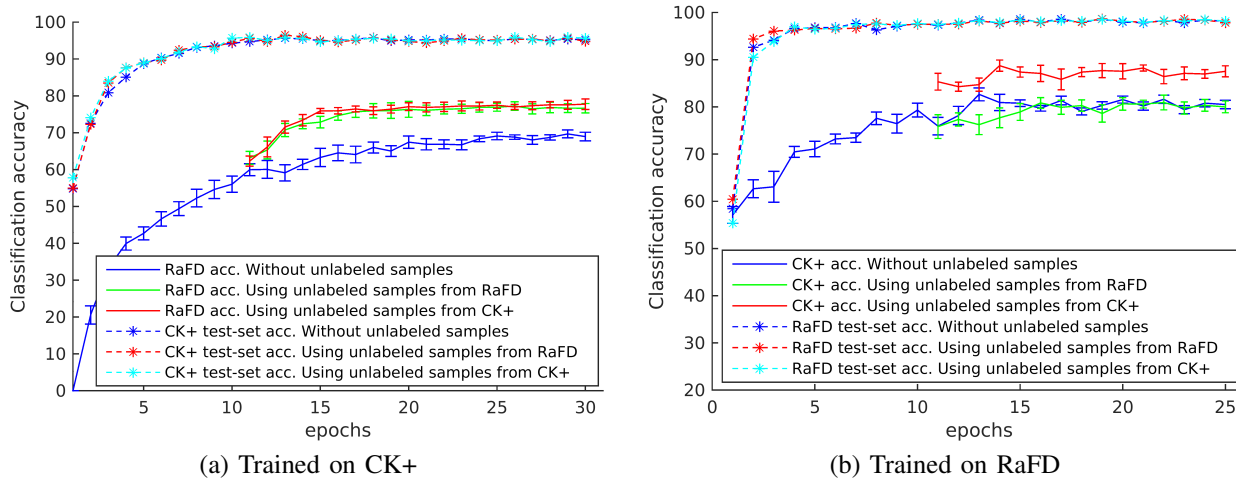 100
90
80
70
60
50
40
30
20
10
0
Classification accuracy
RaFD acc. Without unlabeled samples
RaFD acc. Using unlabeled samples from RaFD
RaFD acc. Using unlabeled samples from CK+
CK+ test-set acc. Without unlabeled samples
CK+ test-set acc. Using unlabeled samples from RaFD
CK+ test-set acc. Using unlabeled samples from CK+
5 10 15 20 25 30
epochs
(a) Trained on CK+
100
90
80
70
60
50
40
30
20
Classification accuracy
CK+ acc. Without unlabeled samples
CK+ acc. Using unlabeled samples from RaFD
CK+ acc. Using unlabeled samples from CK+
RaFD test-set acc. Without unlabeled samples
RaFD test-set acc. Using unlabeled samples from RaFD
RaFD test-set acc. Using unlabeled samples from CK+
0 5 10 15 20 25
epochs
(b) Trained on RaFD